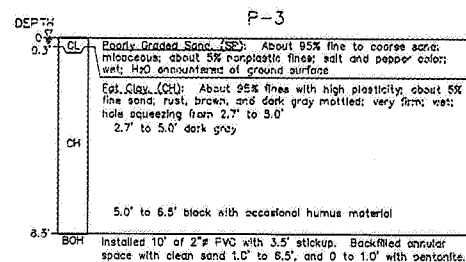 P-3
DEPTH
0'
0.3'
CL
Poorly Graded Sand, (SP): About 95% fine to coarse sand;
micaceous; about 5% nonplastic fines; salt and pepper color;
wet; H2O encountered at ground surface
Fat Clay, (CH): About 95% fines with high plasticity; about 5%
fine sand; rust, brown, and dark gray mottled; very firm; wet;
hole squeezing from 2.7' to 5.0'
2.7' to 5.0' dark gray
CH
5.0' to 6.5' black with occasional humus material
8.5'
BOH
Installed 10' of 2"ø PVC with 3.5' stickup. Backfilled annular
space with clean sand 1.0' to 6.5', and 0 to 1.0' with bentonite.